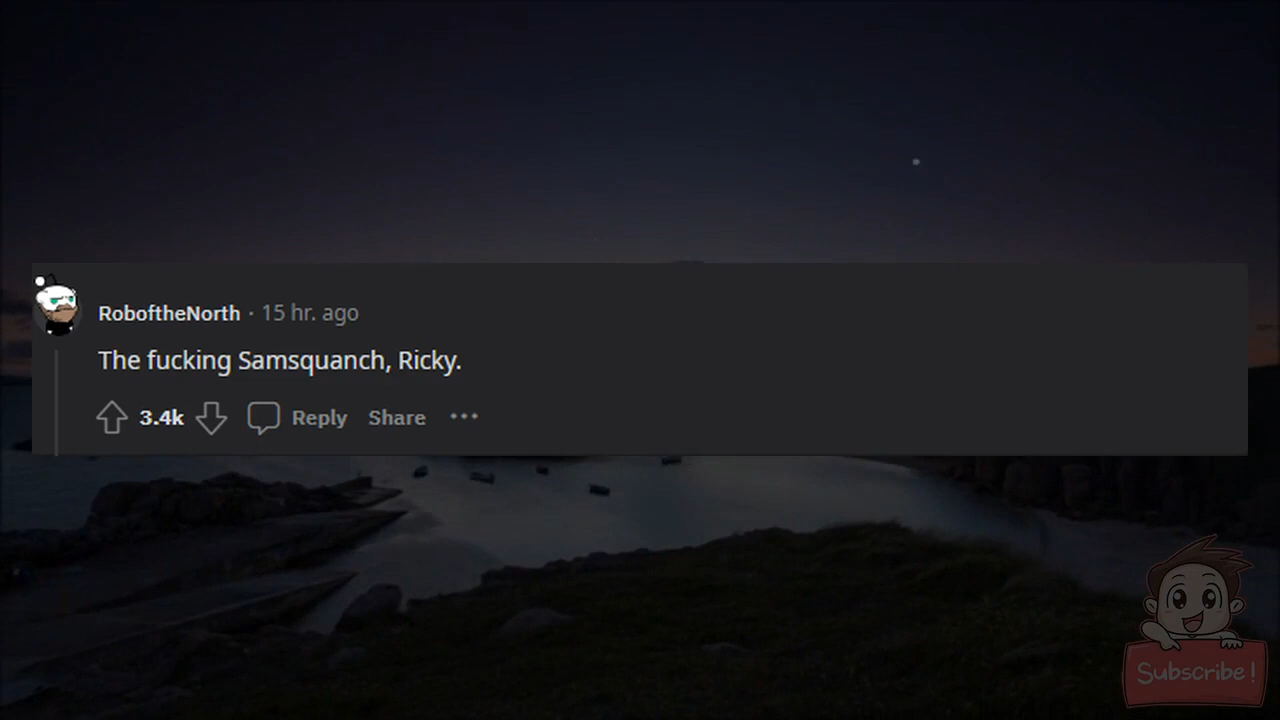 RoboftheNorth · 15 hr. ago
The fucking Samsquanch, Ricky.
3.4k Reply Share ···
Subscribe!